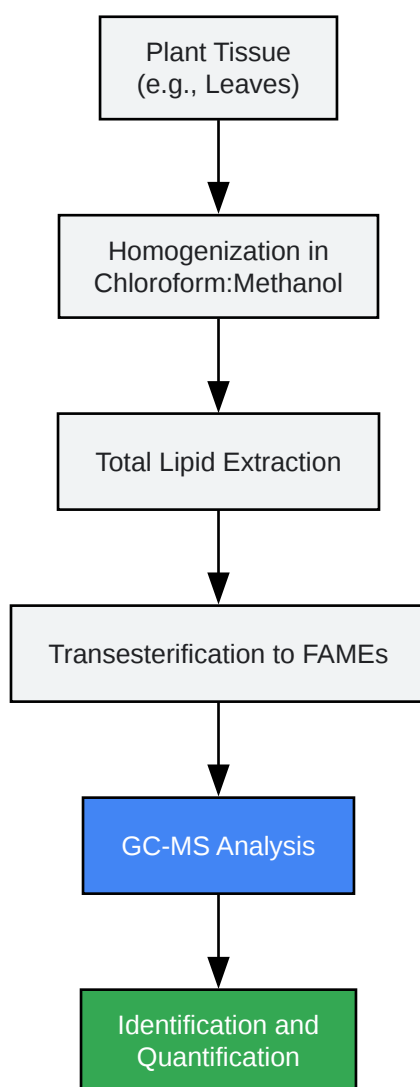 Plant Tissue
(e.g., Leaves)
Homogenization in
Chloroform:Methanol
Total Lipid Extraction
Transesterification to FAMEs
GC-MS Analysis
Identification and
Quantification